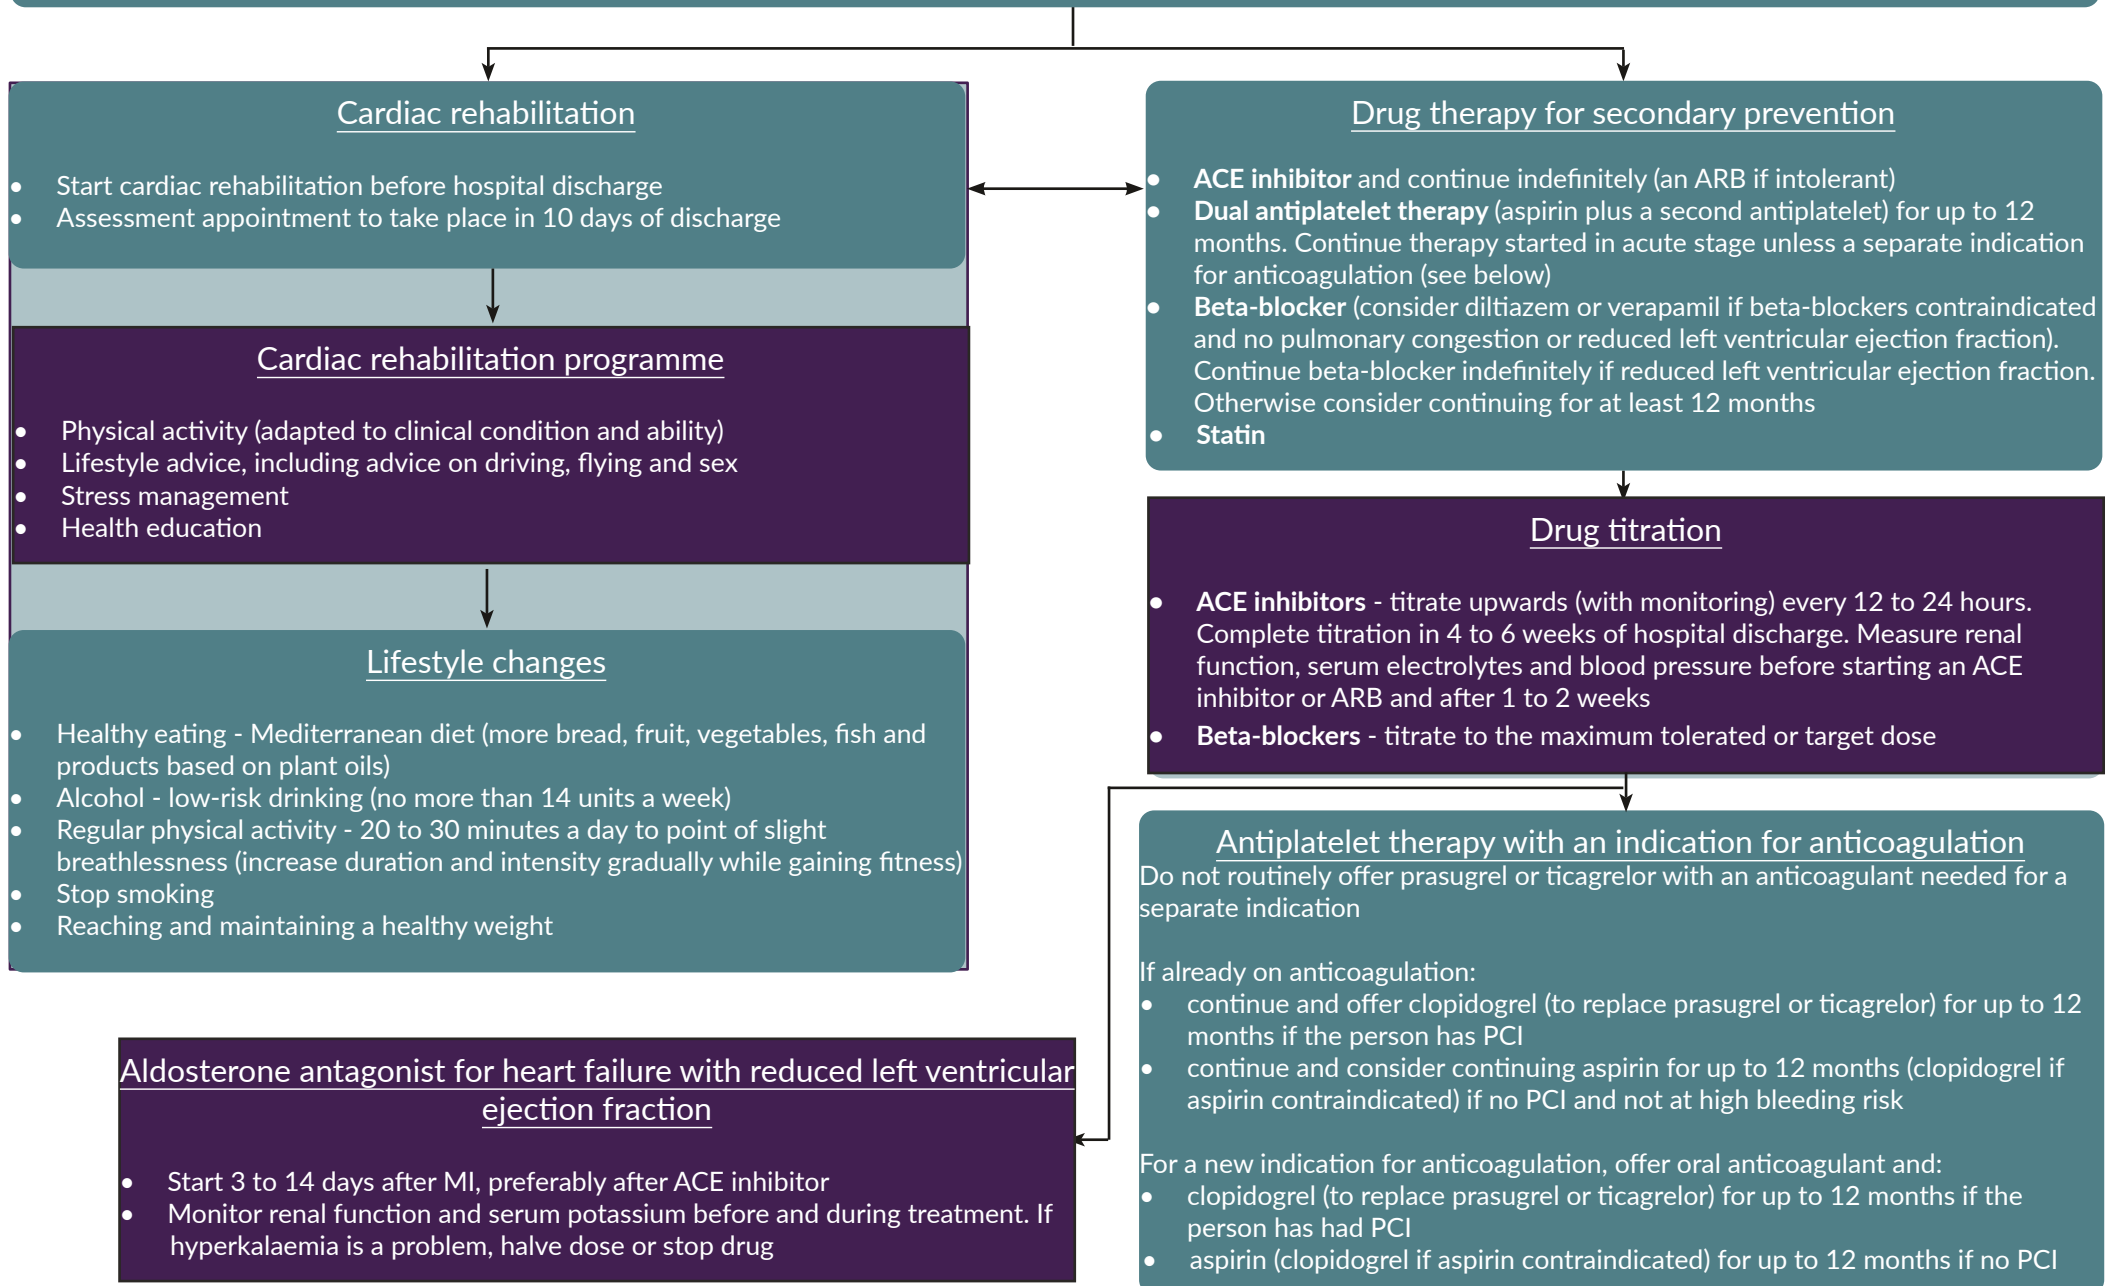 Cardiac rehabilitation
• Start cardiac rehabilitation before hospital discharge
• Assessment appointment to take place in 10 days of discharge
Cardiac rehabilitation programme
• Physical activity (adapted to clinical condition and ability)
• Lifestyle advice, including advice on driving, flying and sex
• Stress management
• Health education
Lifestyle changes
• Healthy eating - Mediterranean diet (more bread, fruit, vegetables, fish and
products based on plant oils)
• Alcohol - low-risk drinking (no more than 14 units a week)
• Regular physical activity - 20 to 30 minutes a day to point of slight
breathlessness (increase duration and intensity gradually while gaining fitness)
• Stop smoking
• Reaching and maintaining a healthy weight
Drug therapy for secondary prevention
• ACE inhibitor and continue indefinitely (an ARB if intolerant)
• Dual antiplatelet therapy (aspirin plus a second antiplatelet) for up to 12
months. Continue therapy started in acute stage unless a separate indication
for anticoagulation (see below)
• Beta-blocker (consider diltiazem or verapamil if beta-blockers contraindicated
and no pulmonary congestion or reduced left ventricular ejection fraction).
Continue beta-blocker indefinitely if reduced left ventricular ejection fraction.
Otherwise consider continuing for at least 12 months
• Statin
Drug titration
• ACE inhibitors - titrate upwards (with monitoring) every 12 to 24 hours.
Complete titration in 4 to 6 weeks of hospital discharge. Measure renal
function, serum electrolytes and blood pressure before starting an ACE
inhibitor or ARB and after 1 to 2 weeks
• Beta-blockers - titrate to the maximum tolerated or target dose
Aldosterone antagonist for heart failure with reduced left ventricular
ejection fraction
• Start 3 to 14 days after MI, preferably after ACE inhibitor
• Monitor renal function and serum potassium before and during treatment. If
hyperkalaemia is a problem, halve dose or stop drug
Antiplatelet therapy with an indication for anticoagulation
Do not routinely offer prasugrel or ticagrelor with an anticoagulant needed for a
separate indication
If already on anticoagulation:
• continue and offer clopidogrel (to replace prasugrel or ticagrelor) for up to 12
months if the person has PCI
• continue and consider continuing aspirin for up to 12 months (clopidogrel if
aspirin contraindicated) if no PCI and not at high bleeding risk
For a new indication for anticoagulation, offer oral anticoagulant and:
• clopidogrel (to replace prasugrel or ticagrelor) for up to 12 months if the
person has had PCI
• aspirin (clopidogrel if aspirin contraindicated) for up to 12 months if no PCI